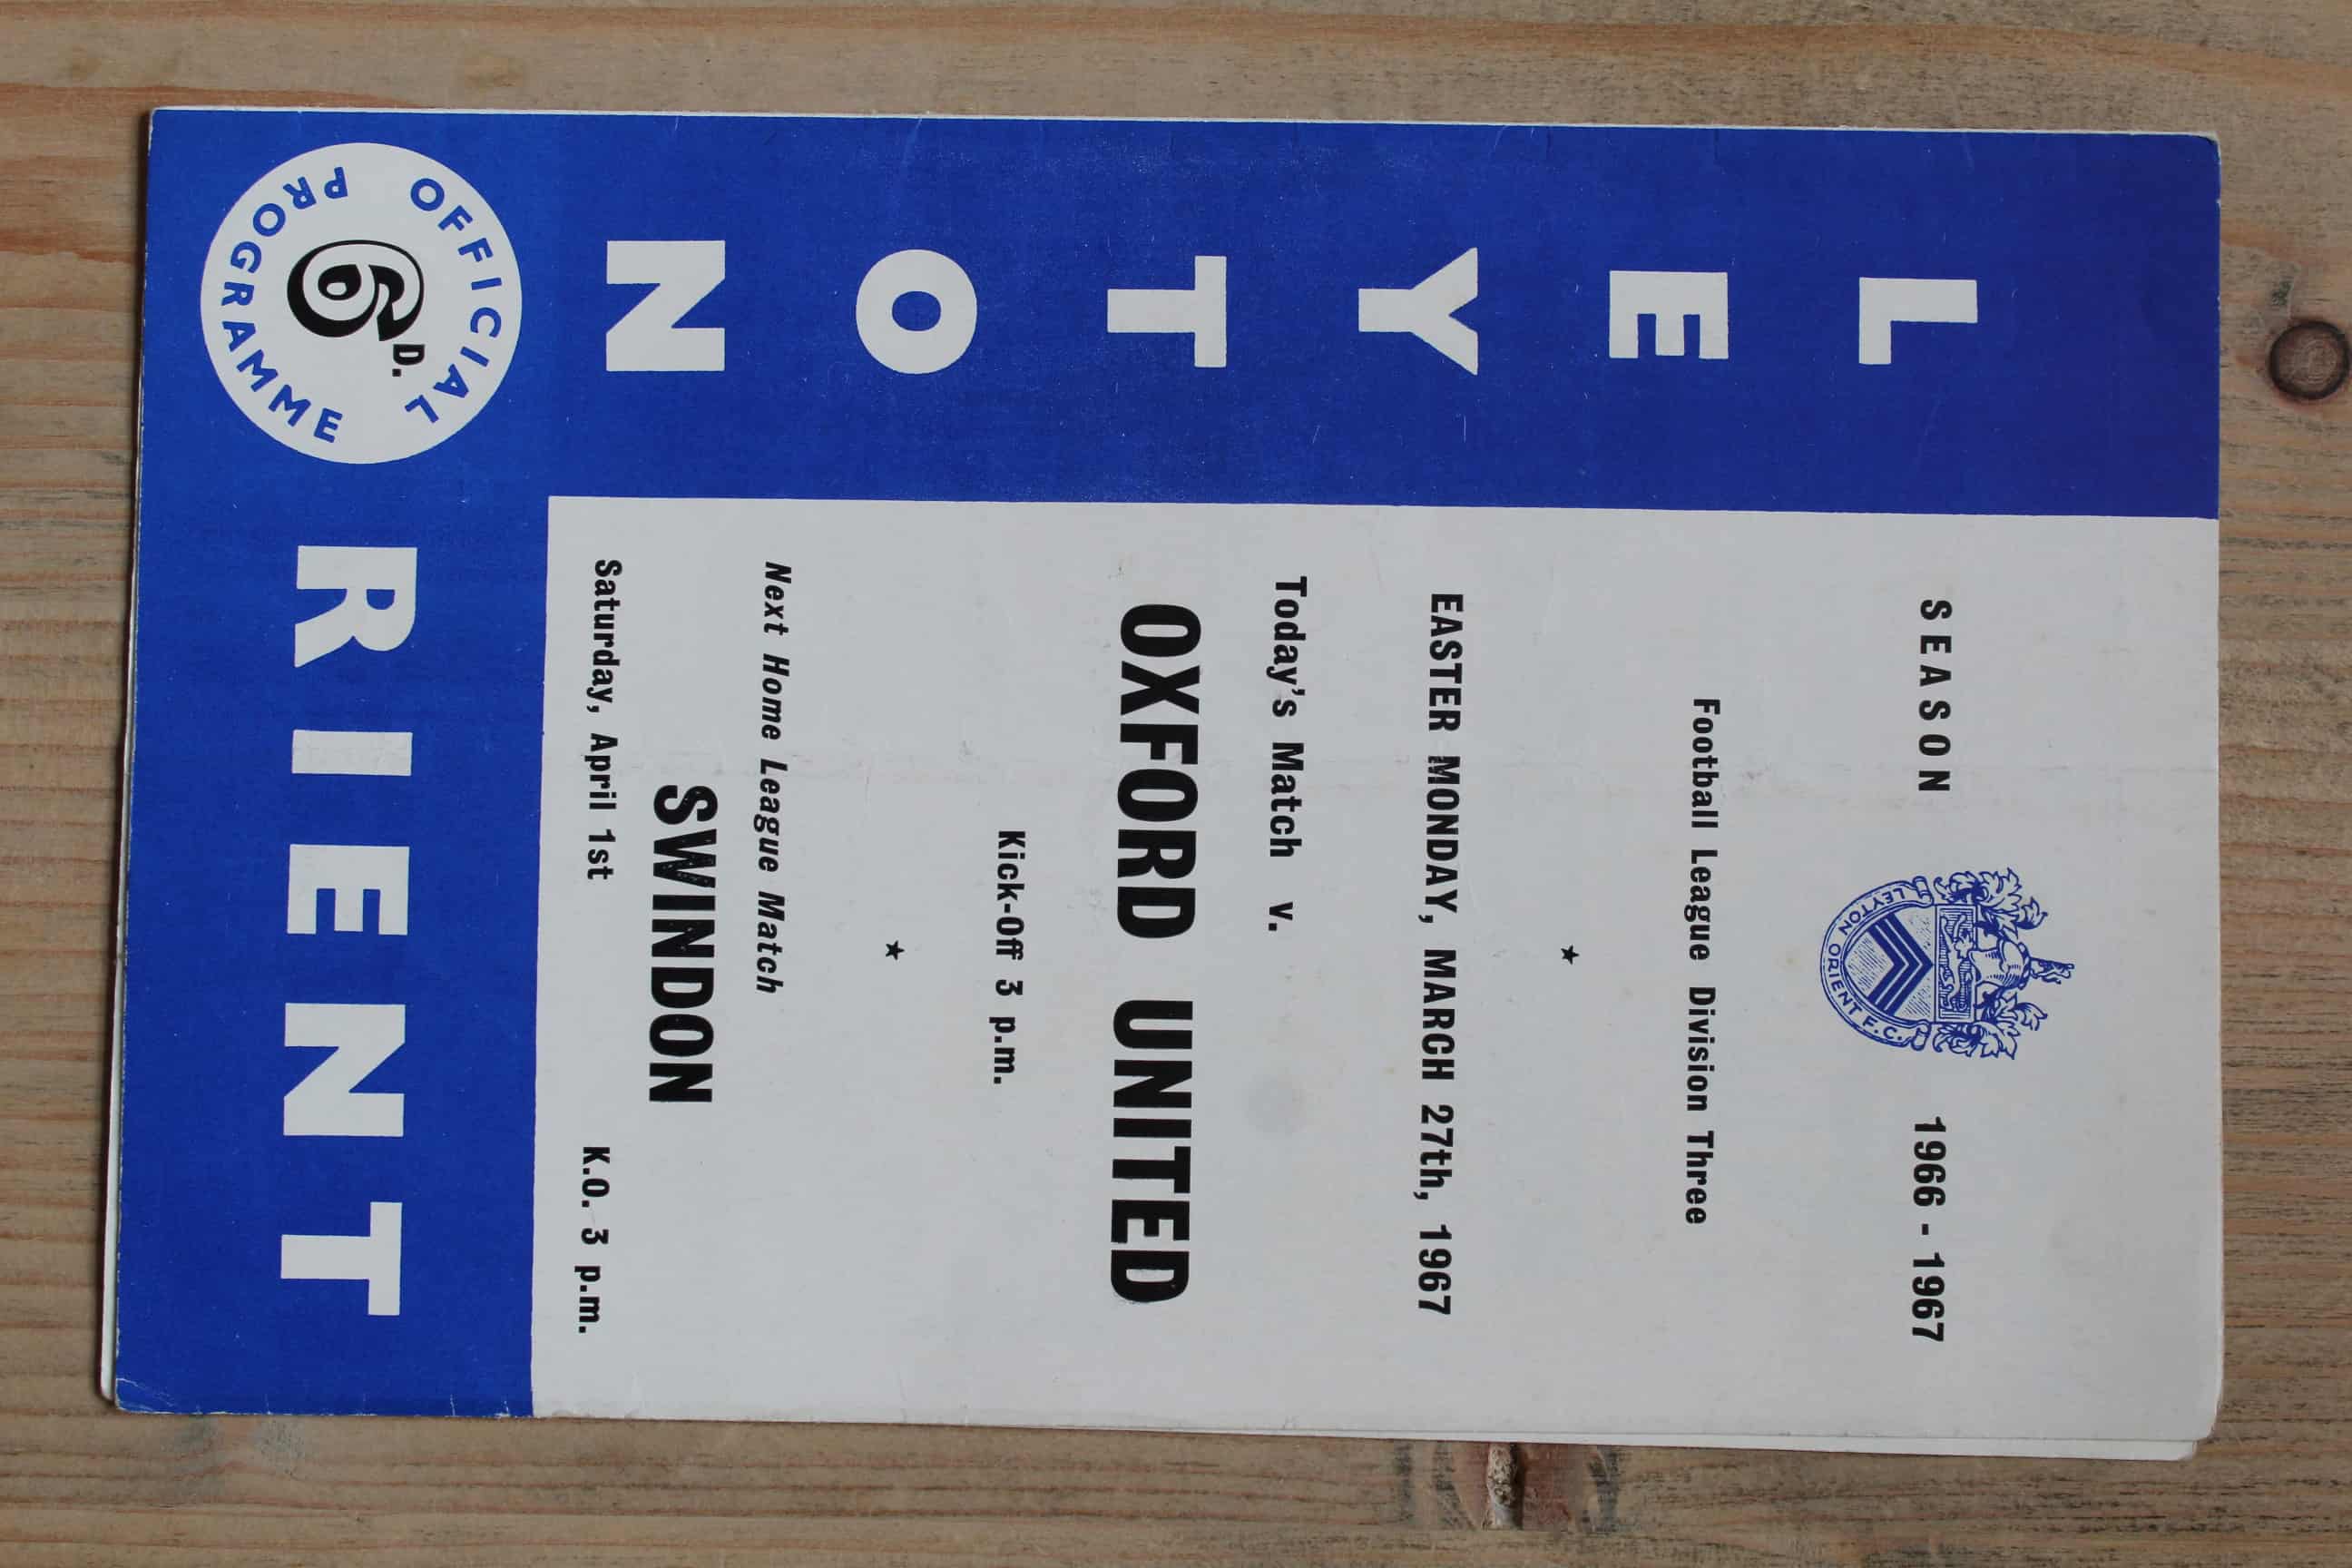 LEYTON
ORIENT
OFFICIAL
PROGRAMME
6D.
SEASON 1966 - 1967
LEYTON ORIENT F.C.
Football League Division Three
★
EASTER MONDAY, MARCH 27th, 1967
Today's Match v.
OXFORD UNITED
Kick-Off 3 p.m.
★
Next Home League Match
SWINDON
Saturday, April 1st K.O. 3 p.m.